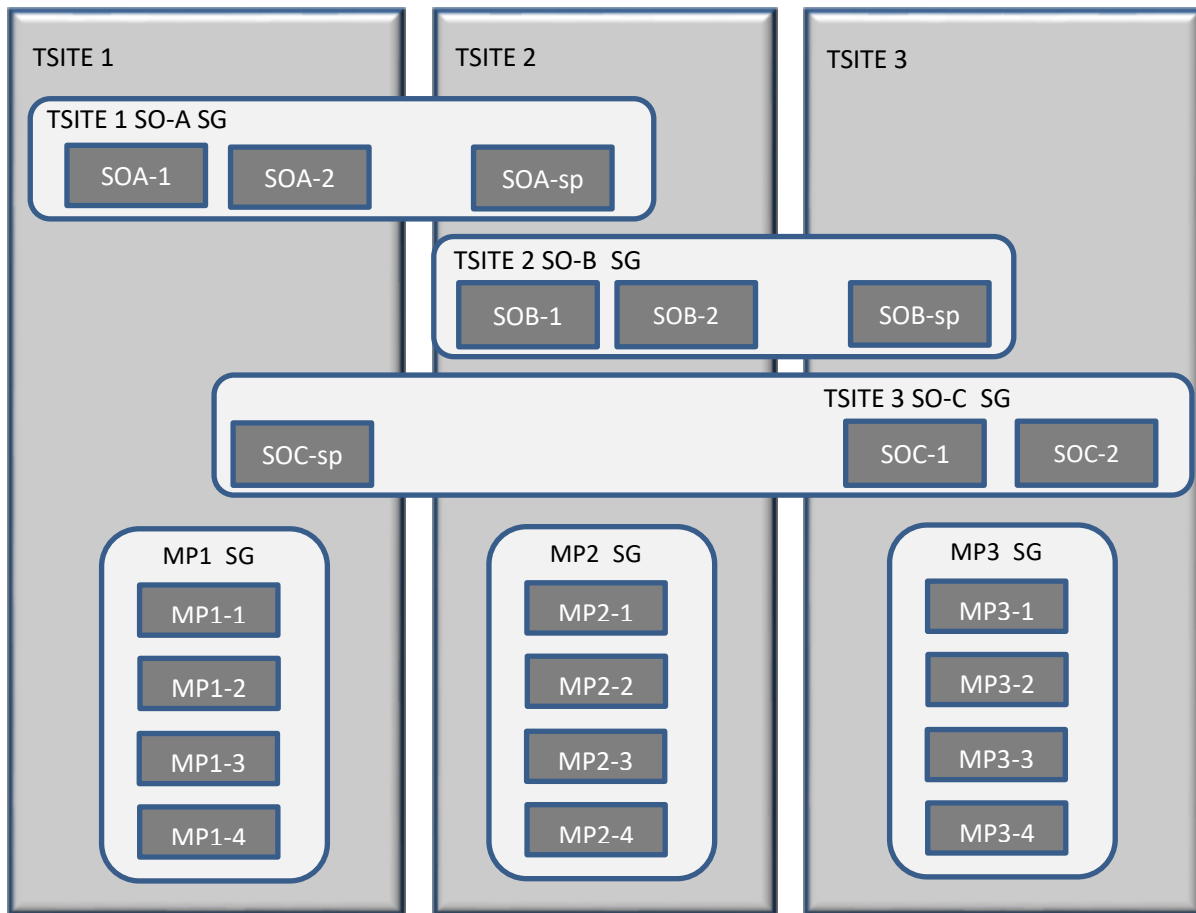 TSITE 1
TSITE 2
TSITE 3
TSITE 1 SO-A SG
SOA-1
SOA-2
SOA-sp
TSITE 2 SO-B SG
SOB-1
SOB-2
SOB-sp
TSITE 3 SO-C SG
SOC-sp
SOC-1
SOC-2
MP1 SG
MP1-1
MP1-2
MP1-3
MP1-4
MP2 SG
MP2-1
MP2-2
MP2-3
MP2-4
MP3 SG
MP3-1
MP3-2
MP3-3
MP3-4